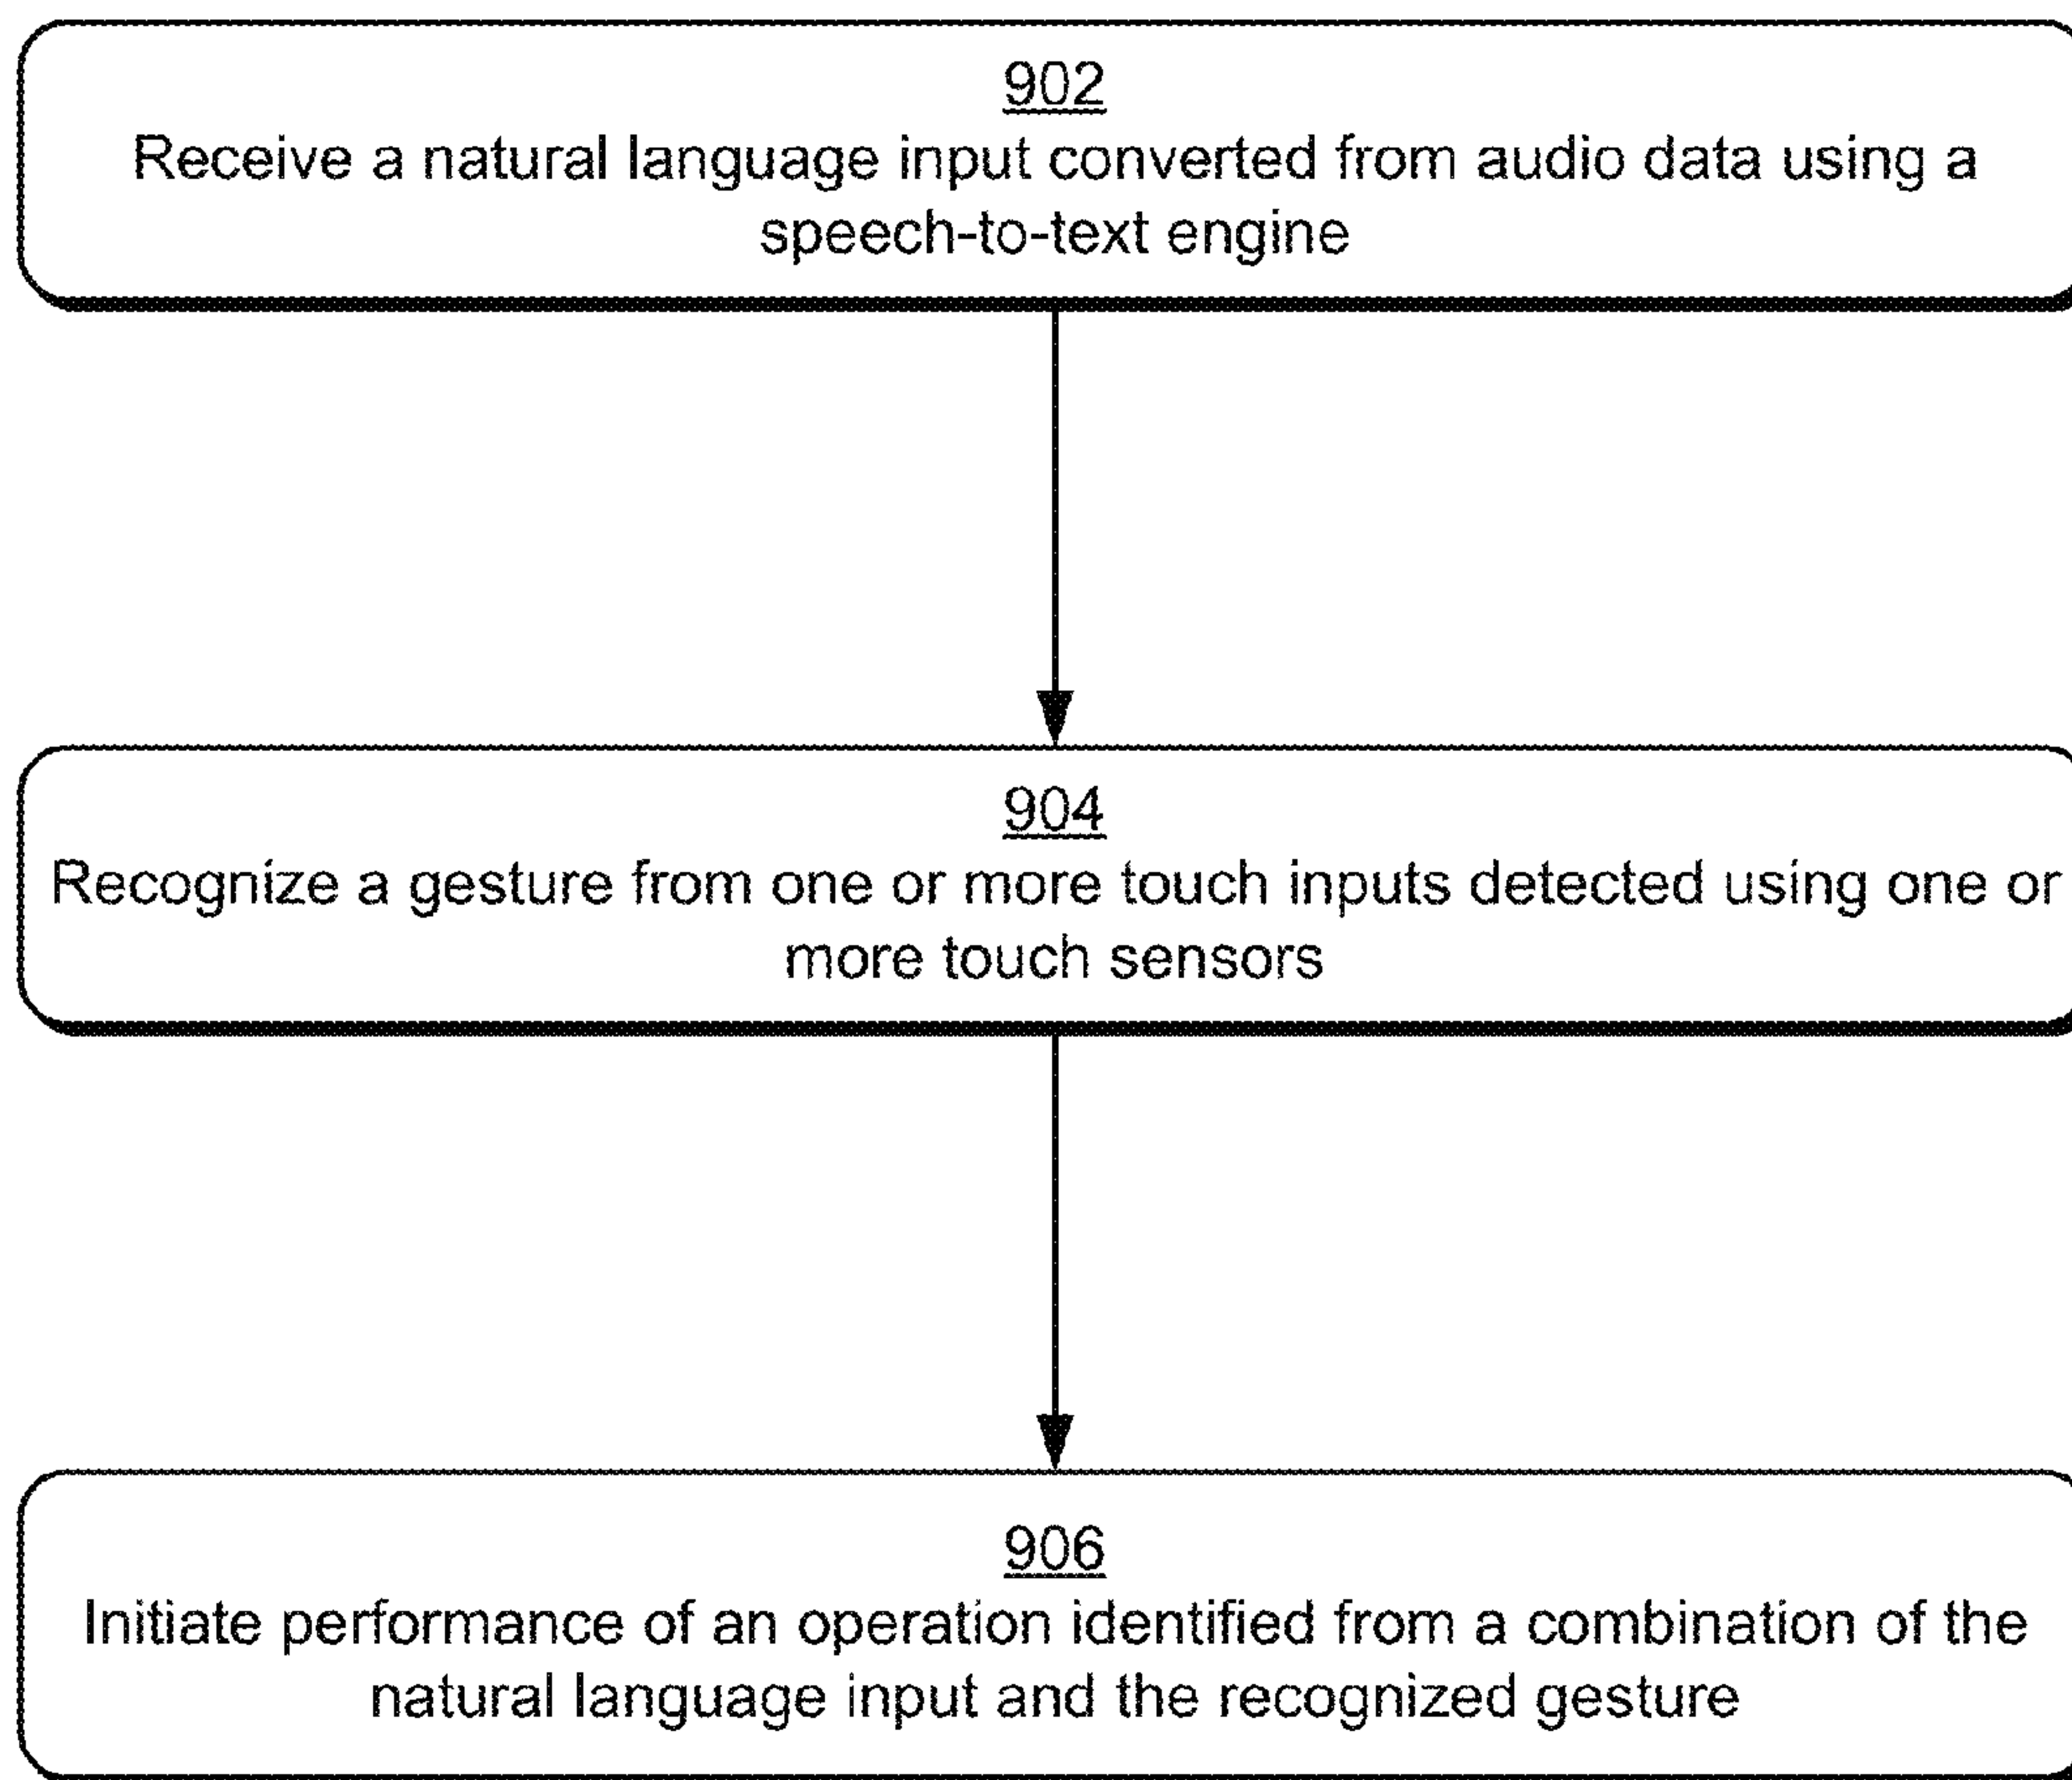 902
Receive a natural language input converted from audio data using a
speech-to-text engine
904
Recognize a gesture from one or more touch inputs detected using one or
more touch sensors
906
Initiate performance of an operation identified from a combination of the
natural language input and the recognized gesture